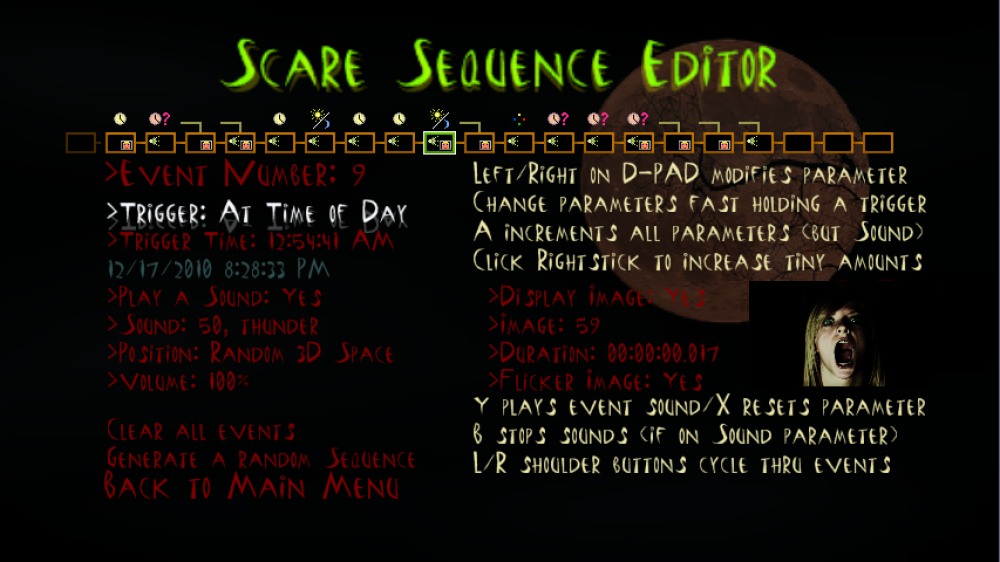 Scare Sequence Editor
? ? ? ?
>Event Number: 9
>Trigger: At Time of Day
>Trigger Time: 12:54:41 AM
12/17/2010 8:28:33 PM
>Play a Sound: Yes
>Sound: 50, thunder
>Position: Random 3D Space
>Volume: 100%
Clear all events
Generate a random Sequence
Back to Main Menu
Left/Right on D-PAD modifies parameter
Change parameters fast holding a trigger
A increments all parameters (but Sound)
Click Rightstick to increase tiny amounts
>Display image: Yes
>image: 59
>Duration: 00:00:00.017
>Flicker image: Yes
Y plays event sound/X resets parameter
B stops sounds (if on Sound parameter)
L/R shoulder buttons cycle thru events